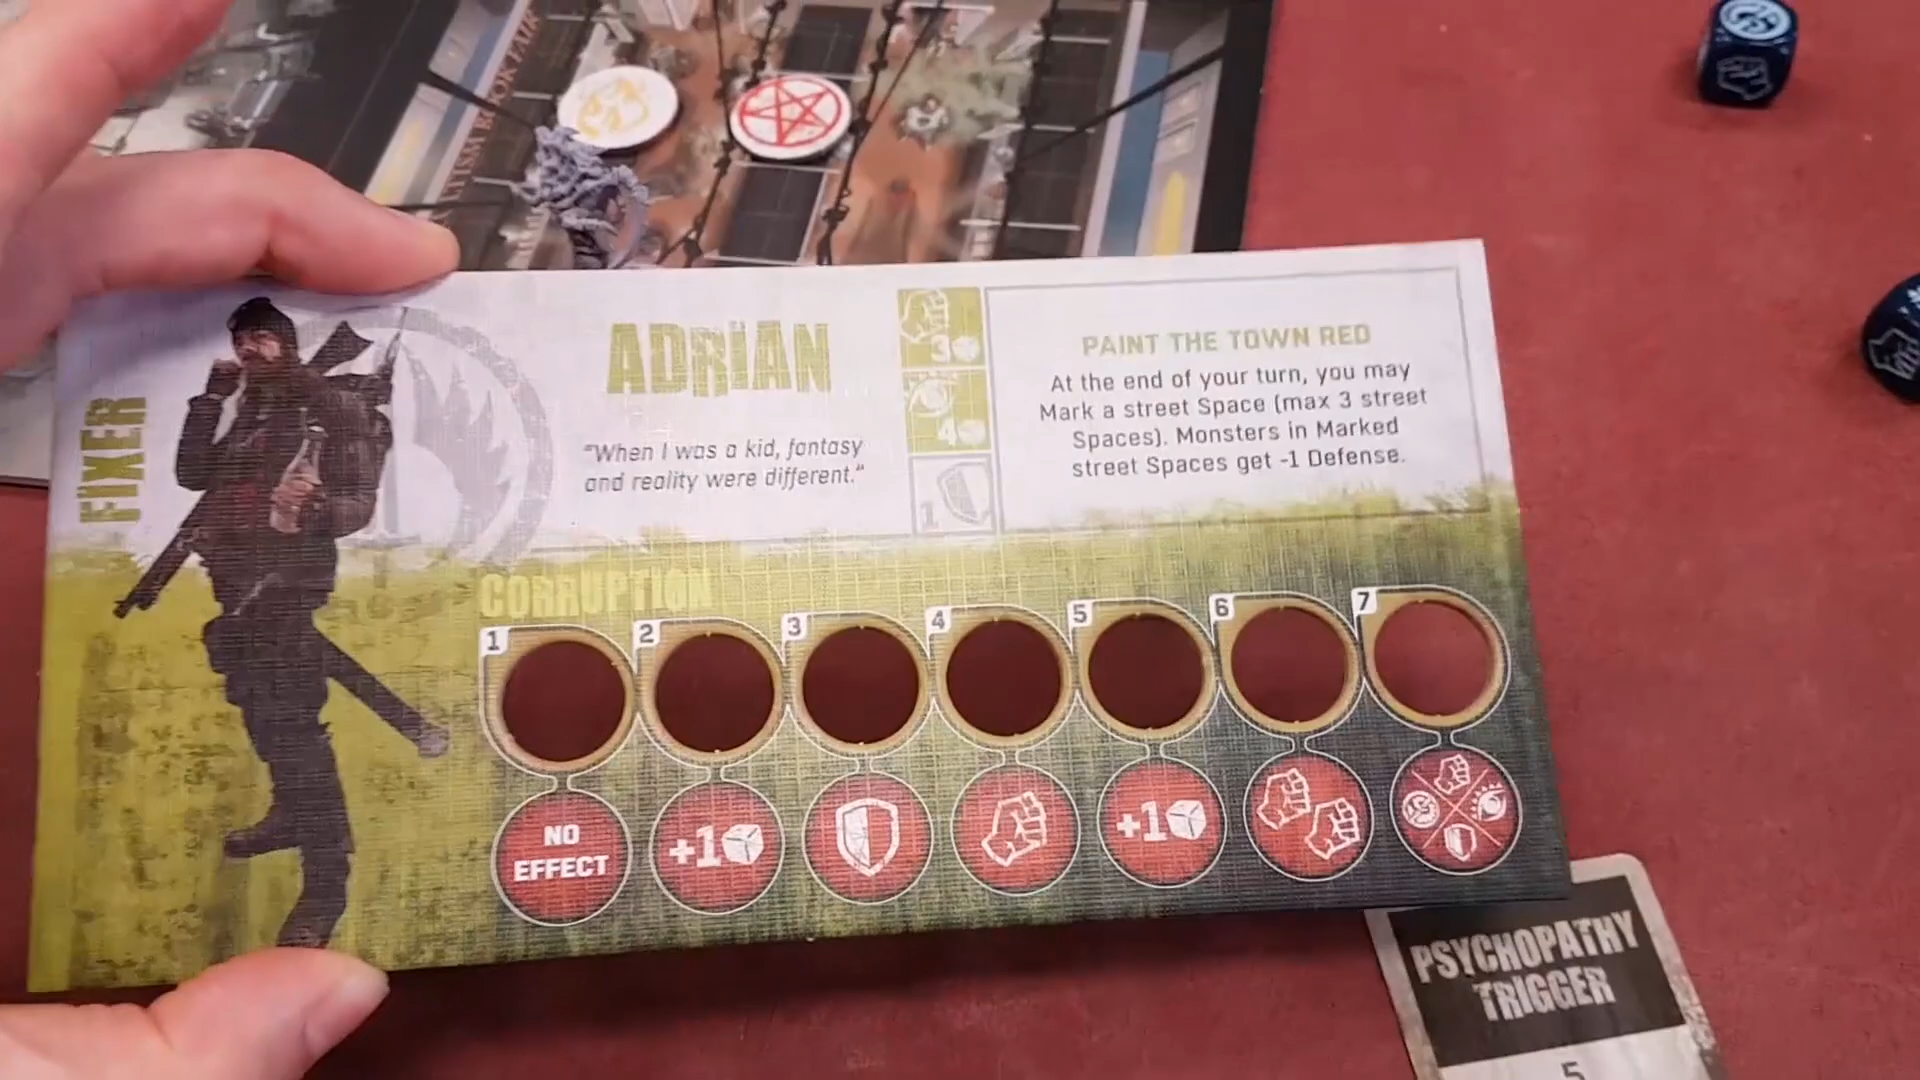 BOOK FAIR
FIXER
ADRIAN
"When I was a kid, fantasy
and reality were different."
3
4
1
PAINT THE TOWN RED
At the end of your turn, you may
Mark a street Space (max 3 street
Spaces). Monsters in Marked
street Spaces get -1 Defense.
CORRUPTION
1 2 3 4 5 6 7
NO
EFFECT
+1
+1
PSYCHOPATHY
TRIGGER
5